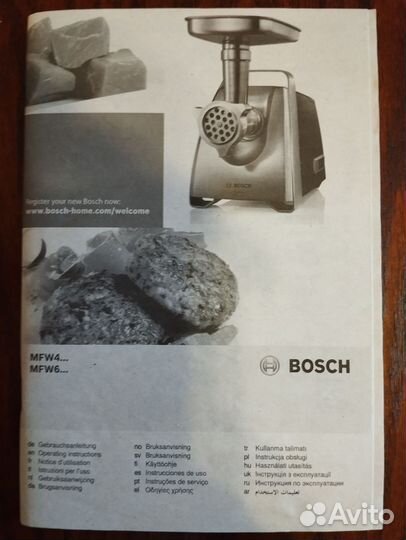 BOSCH
Register your new Bosch now:
www.bosch-home.com/welcome
MFW4...
MFW6...
BOSCH
de Gebrauchsanleitung
en Operating instructions
fr Notice d'utilisation
it Istruzioni per l'uso
nl Gebruiksaanwijzing
da Brugsanvisning
no Bruksanvisning
sv Bruksanvisning
fi Käyttöohje
es Instrucciones de uso
pt Instruções de serviço
el Οδηγίες χρήσης
tr Kullanma talimatı
pl Instrukcja obsługi
hu Használati utasítás
uk Інструкція з експлуатації
ru Инструкция по эксплуатации
ar تعليمات الاستخدام
Avito